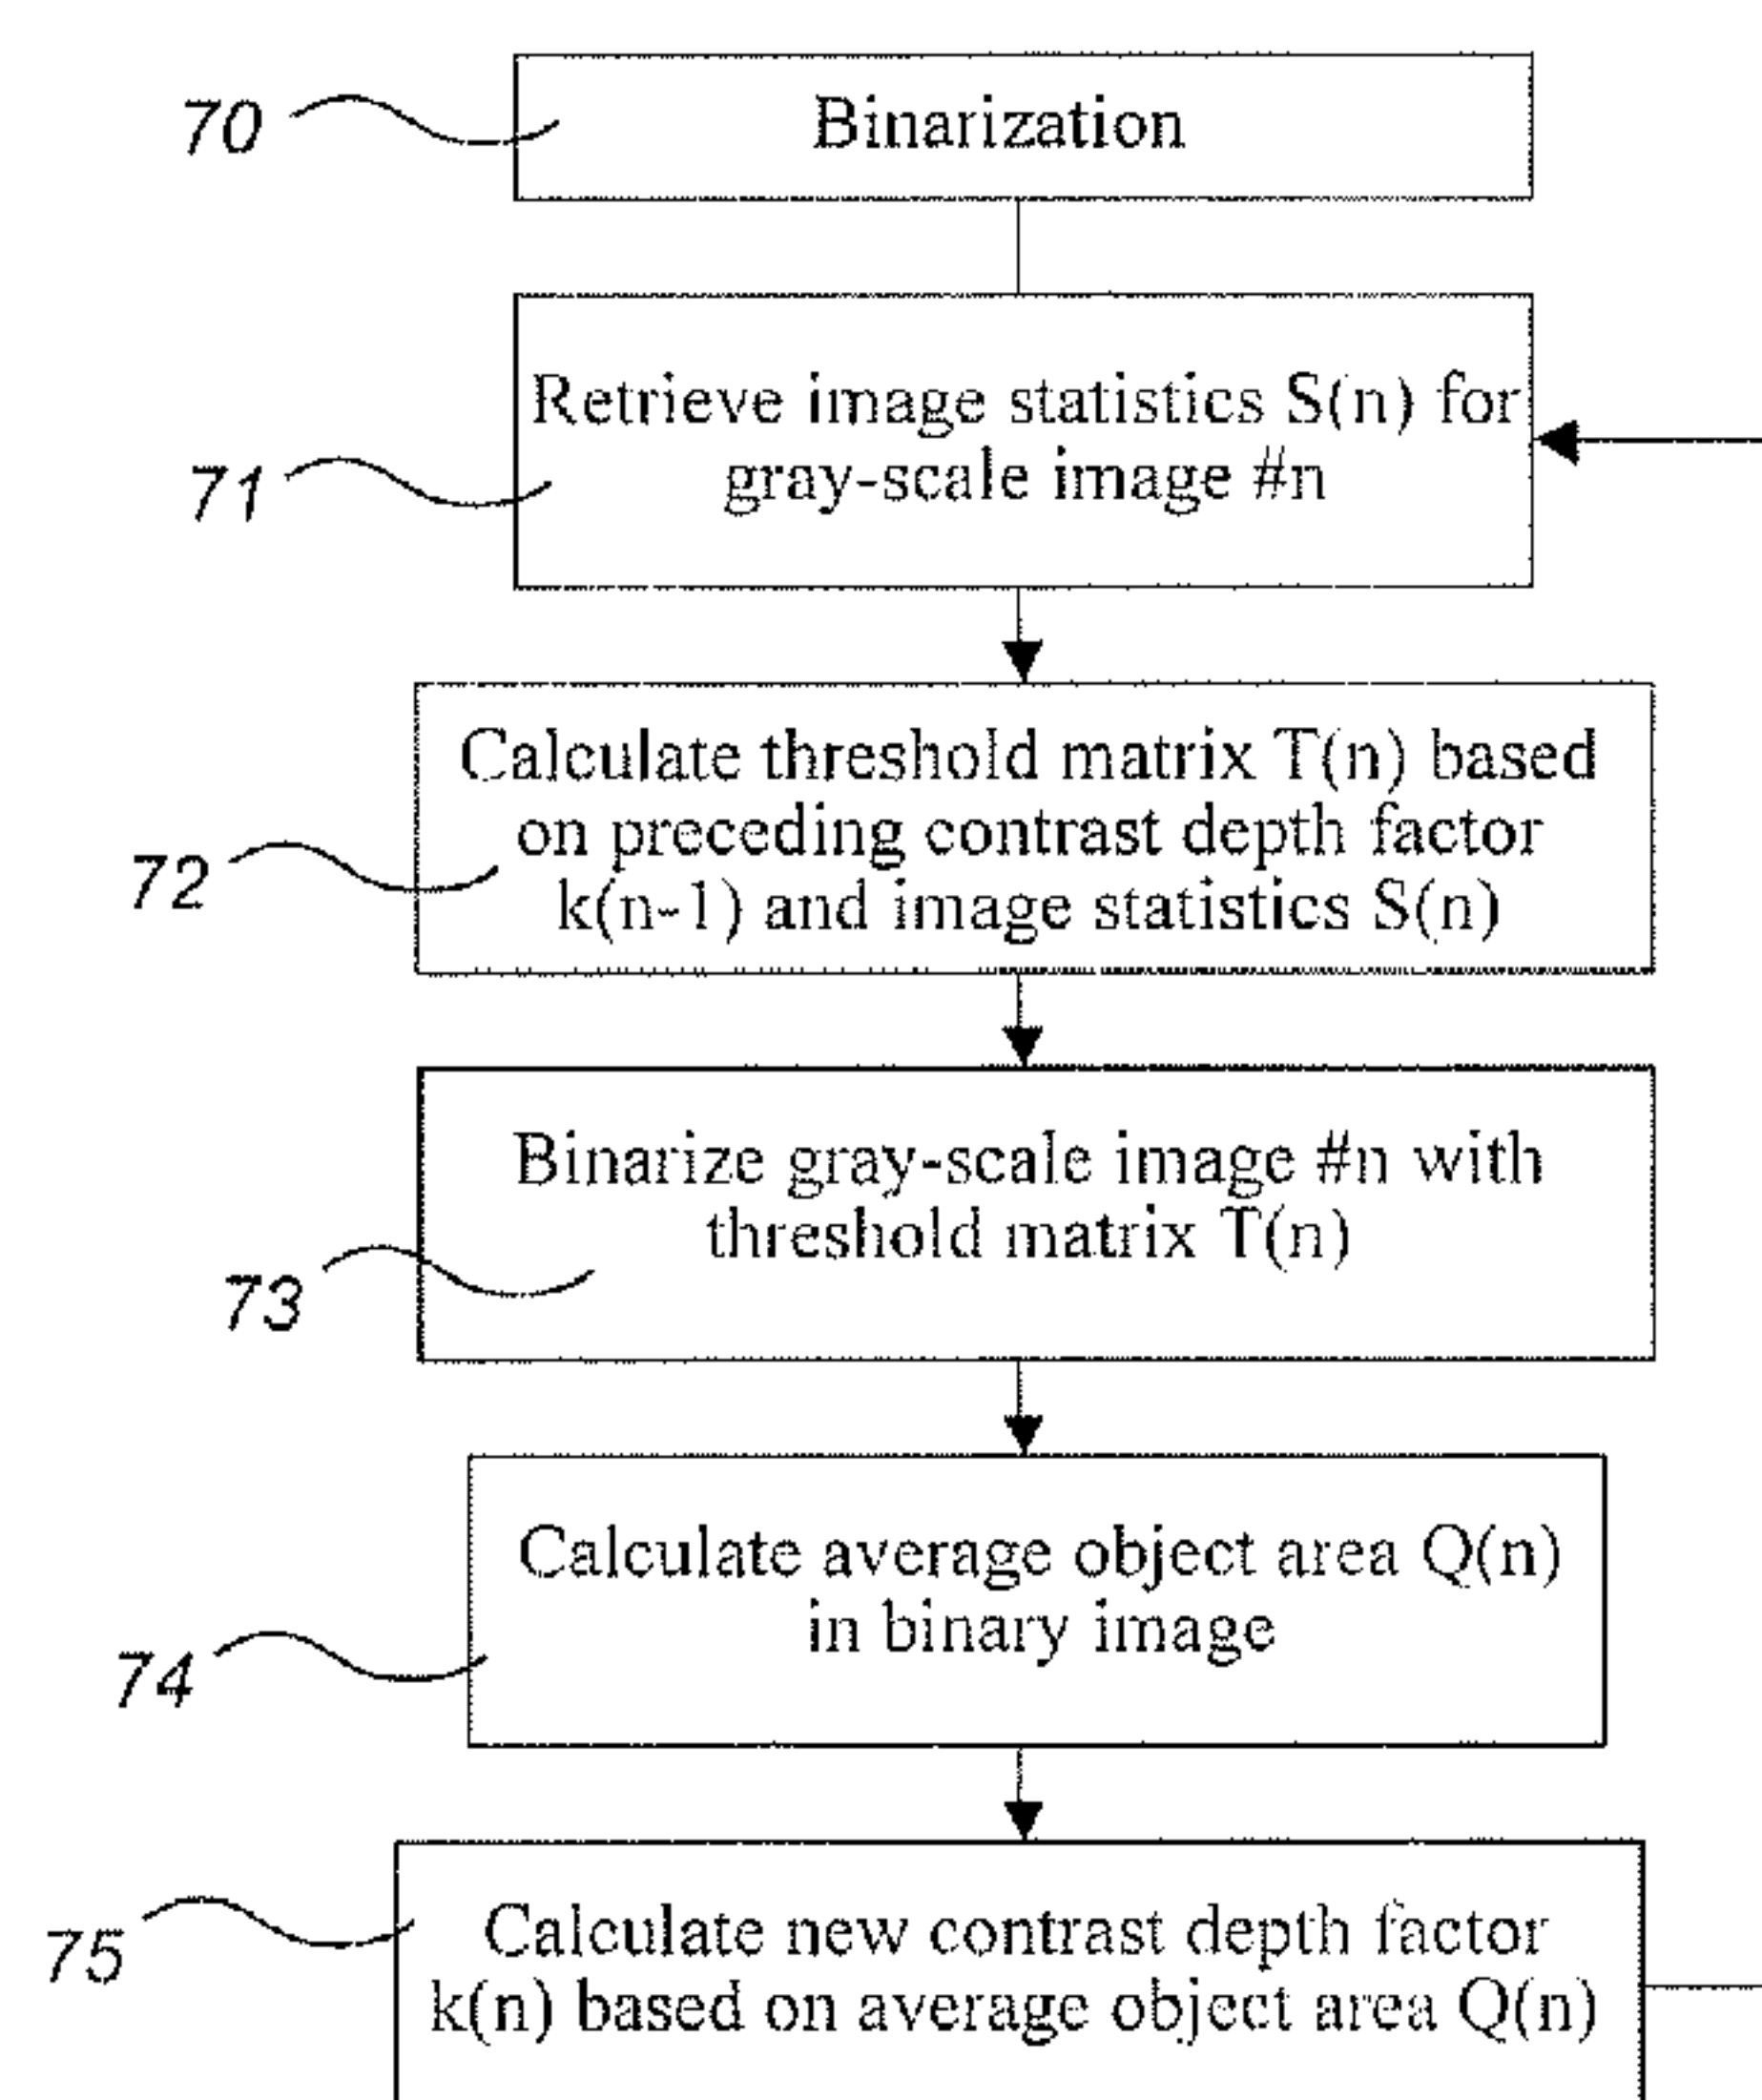 70
Binarization
Retrieve image statistics S(n) for
gray-scale image #n
71
Calculate threshold matrix T(n) based
on preceding contrast depth factor
k(n-1) and image statistics S(n)
72
Binarize gray-scale image #n with
threshold matrix T(n)
73
Calculate average object area Q(n)
in binary image
74
Calculate new contrast depth factor
k(n) based on average object area Q(n)
75